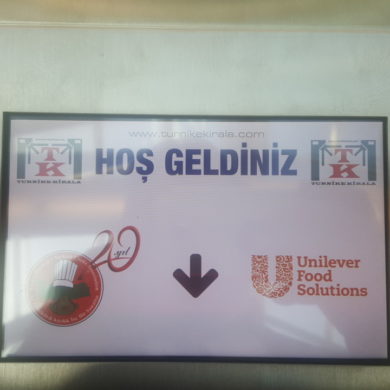 www.turnikekirala.com
TK
TURNİKE KİRALA
HOŞ GELDİNİZ
TK
TURNİKE KİRALA
20.yıl
Unilever
Food
Solutions